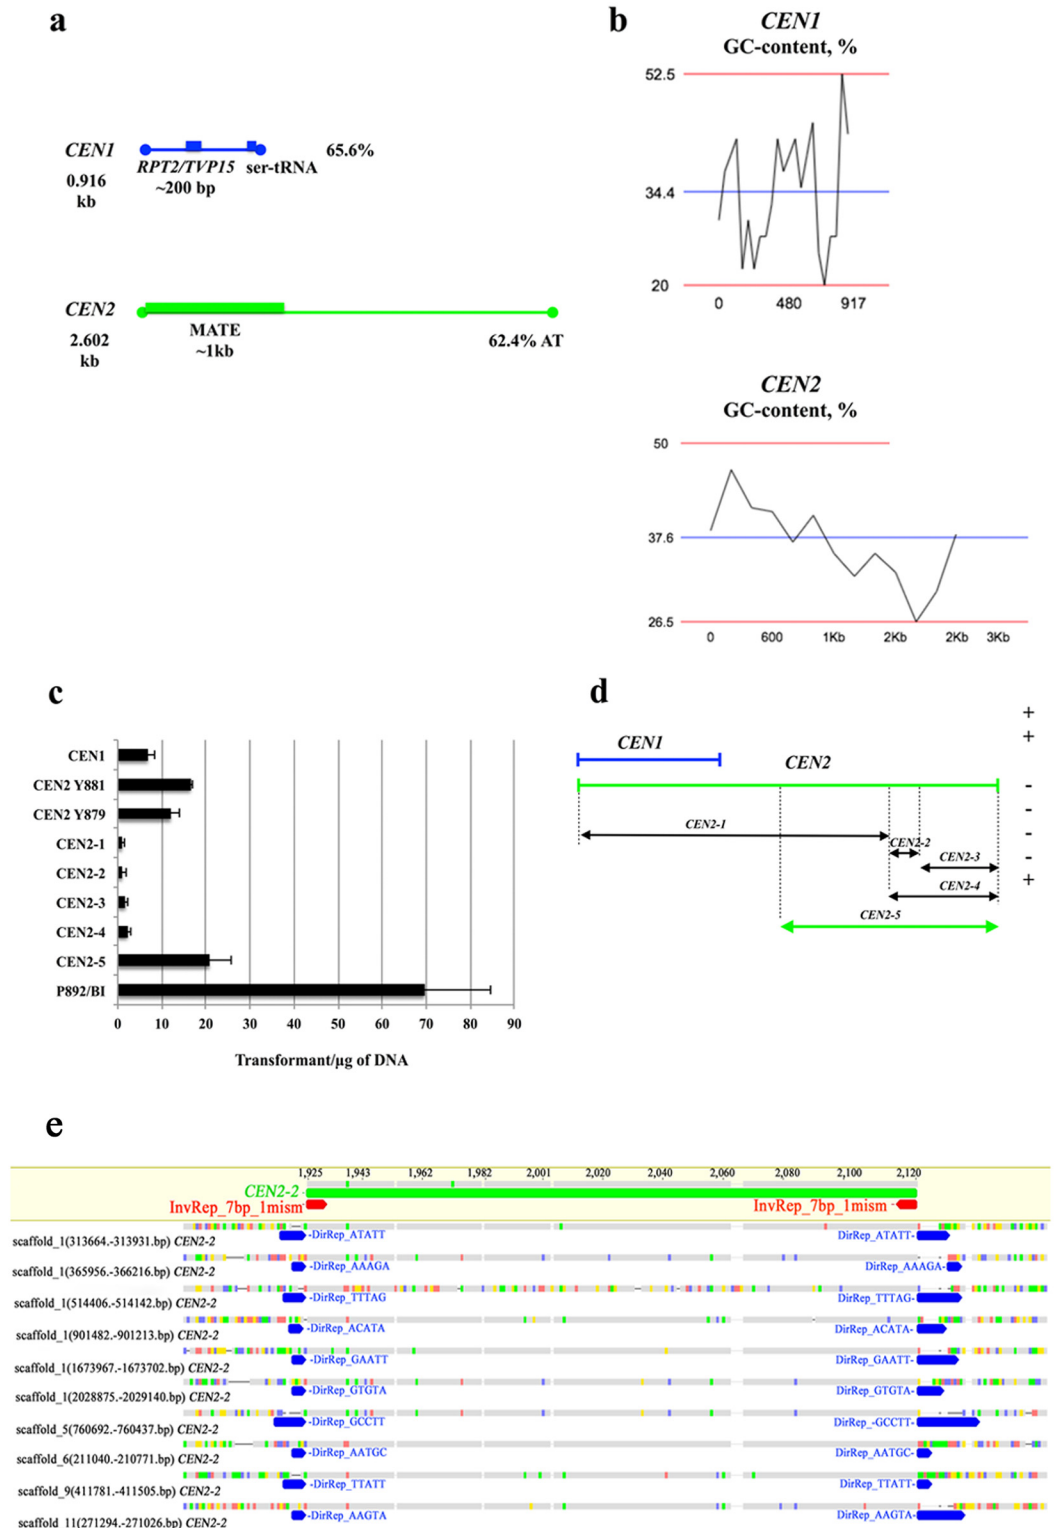 a
CEN1
0.916
kb
RPT2/TVP15
~200 bp
ser-tRNA
65.6%
CEN2
2.602
kb
MATE
~1kb
62.4% AT
b
CEN1
GC-content, %
52.5
34.4
20
0 480 917
CEN2
GC-content, %
50
37.6
26.5
0 600 1Kb 2Kb 2Kb 3Kb
c
CEN1
CEN2 Y881
CEN2 Y879
CEN2-1
CEN2-2
CEN2-3
CEN2-4
CEN2-5
P892/BI
0 10 20 30 40 50 60 70 80 90
Transformant/µg of DNA
d
CEN1
CEN2
CEN2-1
CEN2-2
CEN2-3
CEN2-4
CEN2-5
+
+
-
-
-
-
+
e
1,925 1,943 1,962 1,982 2,001 2,020 2,040 2,060 2,080 2,100 2,120
CEN2-2
InvRep_7bp_1mism InvRep_7bp_1mism
scaffold_1(313664.-313931.bp) CEN2-2 -DirRep_ATATT DirRep_ATATT-
scaffold_1(365956.-366216.bp) CEN2-2 -DirRep_AAAGA DirRep_AAAGA-
scaffold_1(514406.-514142.bp) CEN2-2 -DirRep_TTTAG DirRep_TTTAG-
scaffold_1(901482.-901213.bp) CEN2-2 -DirRep_ACATA DirRep_ACATA-
scaffold_1(1673967.-1673702.bp) CEN2-2 -DirRep_GAATT DirRep_GAATT-
scaffold_1(2028875.-2029140.bp) CEN2-2 -DirRep_GTGTA DirRep_GTGTA-
scaffold_5(760692.-760437.bp) CEN2-2 -DirRep_GCCTT DirRep_-GCCTT-
scaffold_6(211040.-210771.bp) CEN2-2 -DirRep_AATGC DirRep_AATGC-
scaffold_9(411781.-411505.bp) CEN2-2 -DirRep_TTATT DirRep_TTATT-
scaffold_11(271294.-271026.bp) CEN2-2 -DirRep_AAGTA DirRep_AAGTA-